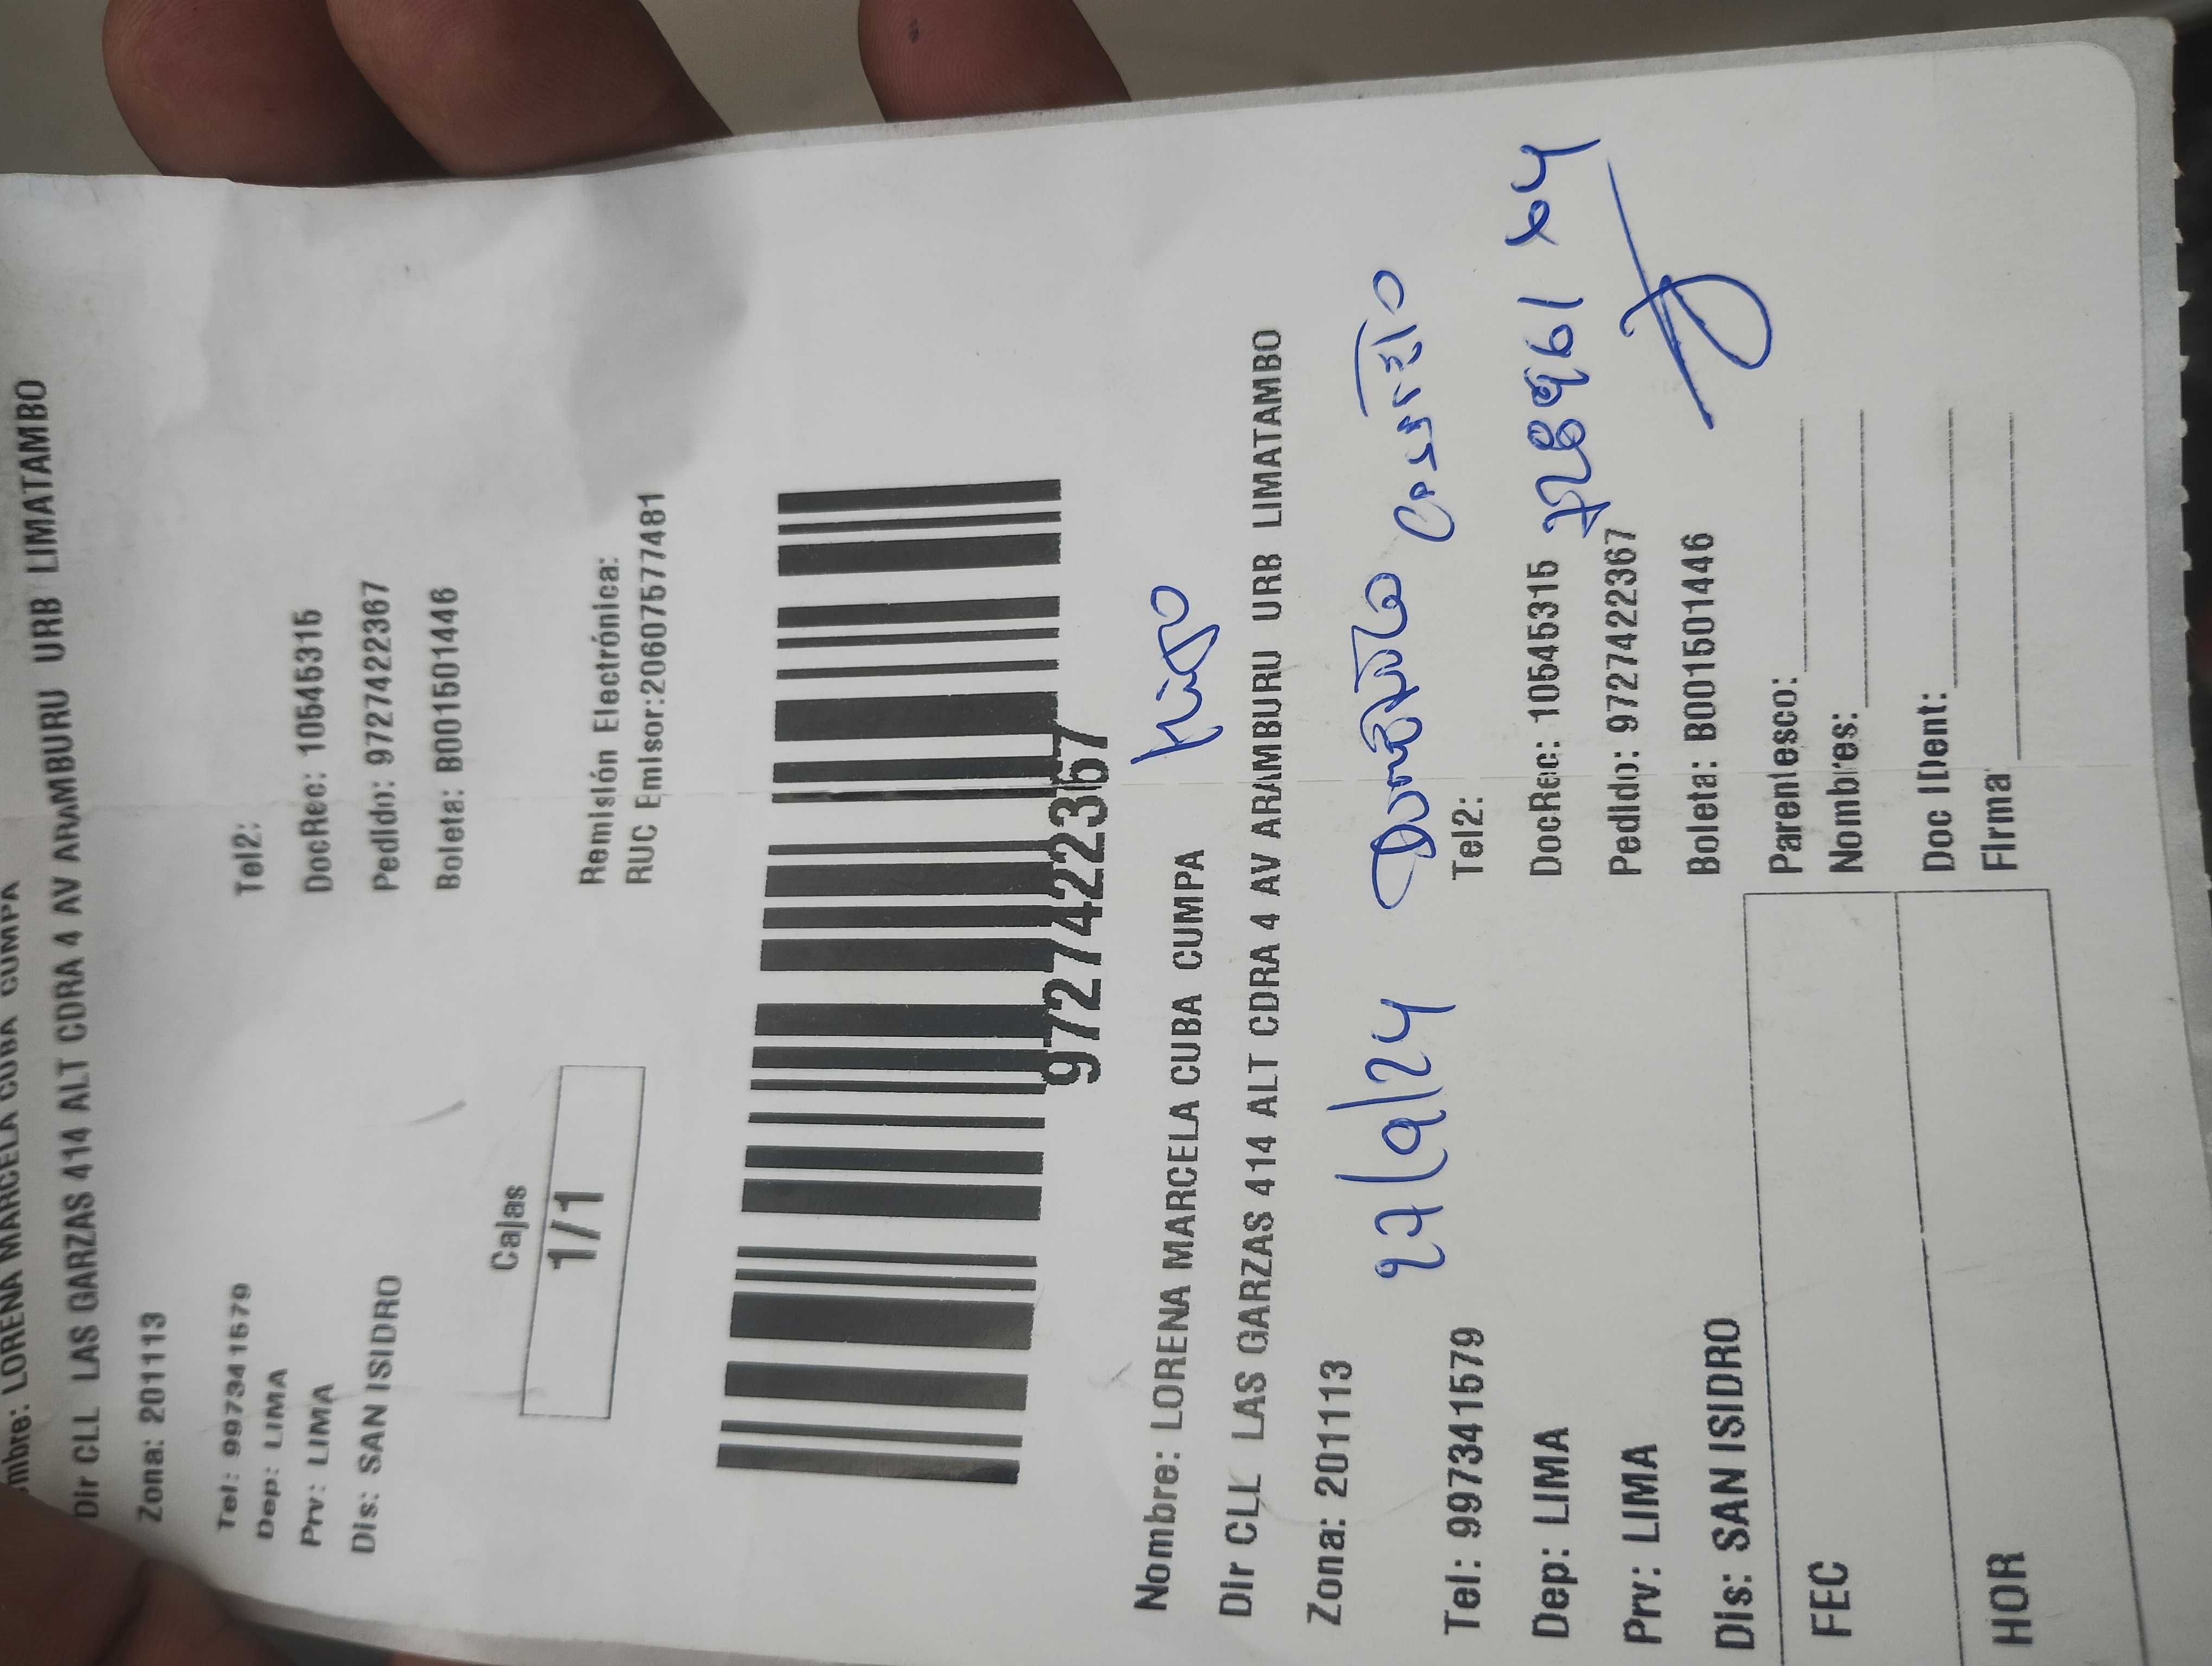 mbre: LORENA MARCELA CUBA CUMPA
Dir CLL LAS GARZAS 414 ALT CDRA 4 AV ARAMBURU URB LIMATAMBO
Zona: 201113
Tel: 997341579 Tel2:
Dep: LIMA DocRec: 10545315
Prv: LIMA Pedido: 9727422367
Dis: SAN ISIDRO Boleta: B001501446
Cajas
1/1
Remisión Electrónica:
RUC Emisor:20607577481
9727422367
Nombre: LORENA MARCELA CUBA CUMPA
Dir CLL LAS GARZAS 414 ALT CDRA 4 AV ARAMBURU URB LIMATAMBO
Zona: 201113
27/9/24
Tel: 997341579 Tel2:
Dep: LIMA DocRec: 10545315
Prv: LIMA Pedido: 9727422367
Dis: SAN ISIDRO Boleta: B001501446
FEC
Parentesco:
Nombres:
HOR
Doc IDent:
Firma